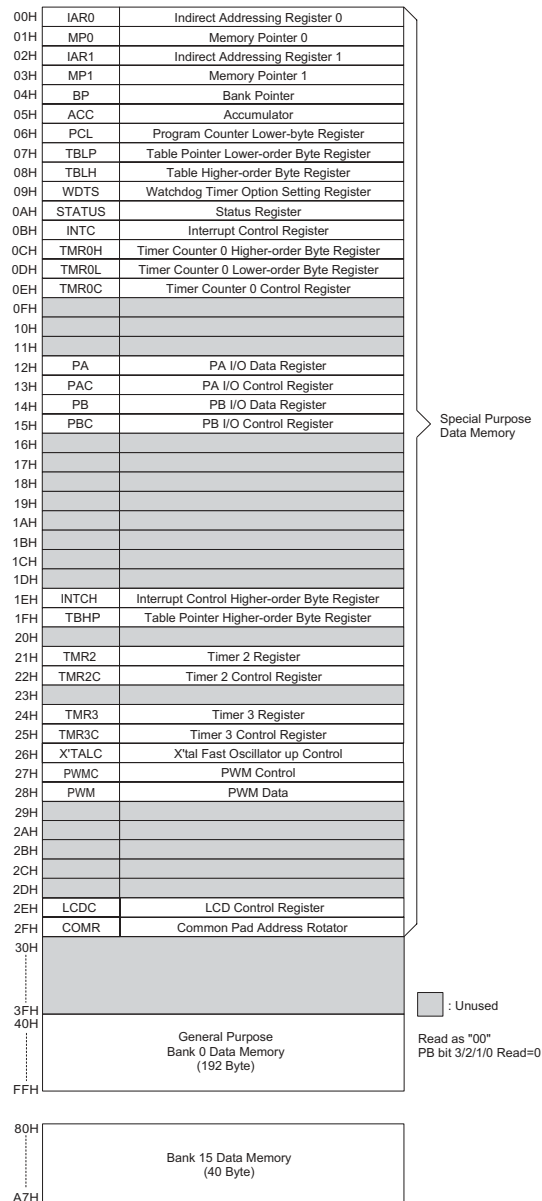 00H IAR0 Indirect Addressing Register 0
01H MP0 Memory Pointer 0
02H IAR1 Indirect Addressing Register 1
03H MP1 Memory Pointer 1
04H BP Bank Pointer
05H ACC Accumulator
06H PCL Program Counter Lower-byte Register
07H TBLP Table Pointer Lower-order Byte Register
08H TBLH Table Higher-order Byte Register
09H WDTS Watchdog Timer Option Setting Register
0AH STATUS Status Register
0BH INTC Interrupt Control Register
0CH TMR0H Timer Counter 0 Higher-order Byte Register
0DH TMR0L Timer Counter 0 Lower-order Byte Register
0EH TMR0C Timer Counter 0 Control Register
0FH
10H
11H
12H PA PA I/O Data Register
13H PAC PA I/O Control Register
14H PB PB I/O Data Register
15H PBC PB I/O Control Register
Special Purpose
Data Memory
16H
17H
18H
19H
1AH
1BH
1CH
1DH
1EH INTCH Interrupt Control Higher-order Byte Register
1FH TBHP Table Pointer Higher-order Byte Register
20H
21H TMR2 Timer 2 Register
22H TMR2C Timer 2 Control Register
23H
24H TMR3 Timer 3 Register
25H TMR3C Timer 3 Control Register
26H X'TALC X'tal Fast Oscillator up Control
27H PWMC PWM Control
28H PWM PWM Data
29H
2AH
2BH
2CH
2DH
2EH LCDC LCD Control Register
2FH COMR Common Pad Address Rotator
30H
3FH
: Unused
40H
General Purpose
Bank 0 Data Memory
(192 Byte)
Read as "00"
PB bit 3/2/1/0 Read=0
FFH
80H
Bank 15 Data Memory
(40 Byte)
A7H